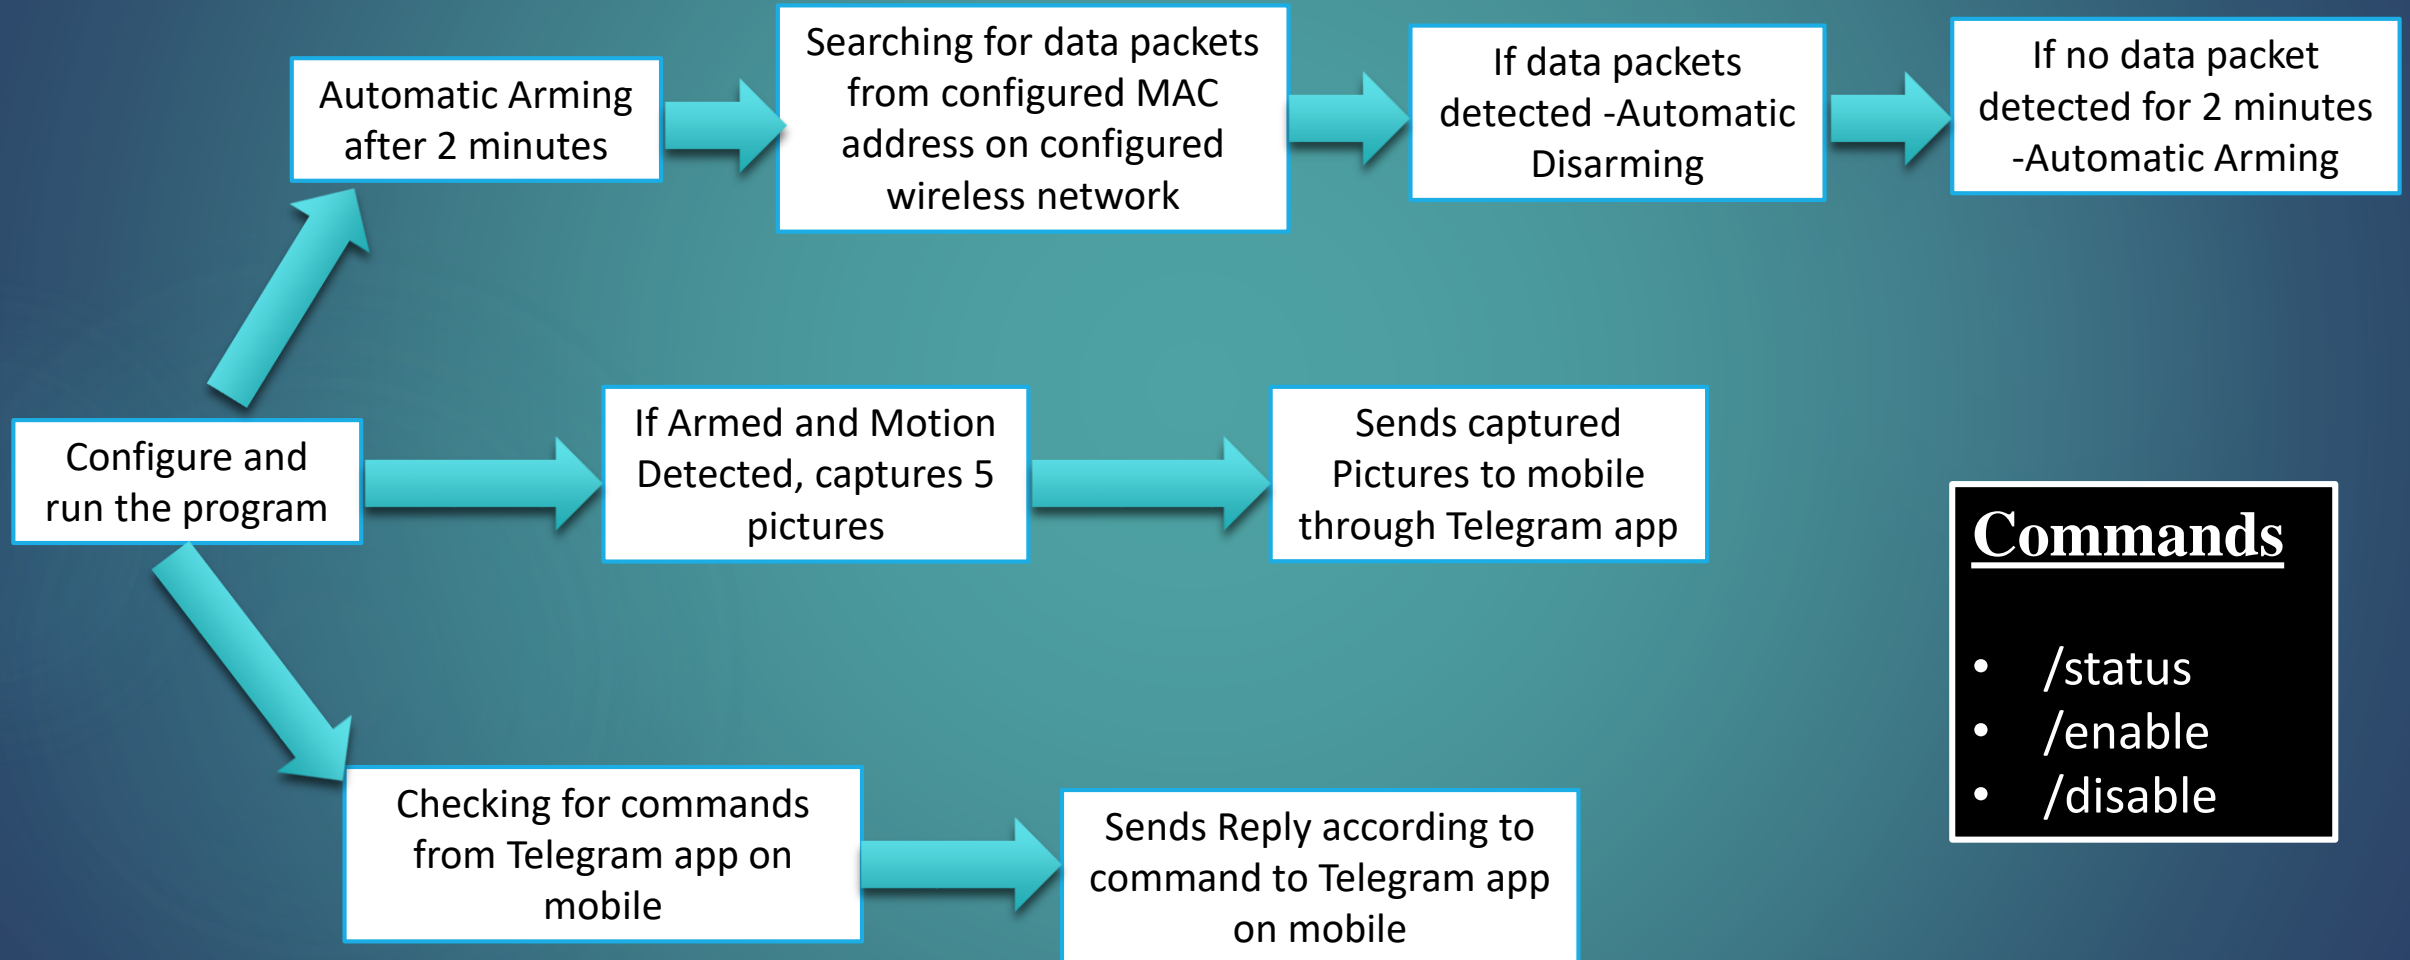 Automatic Arming
after 2 minutes
Searching for data packets
from configured MAC
address on configured
wireless network
If data packets
detected -Automatic
Disarming
If no data packet
detected for 2 minutes
-Automatic Arming
Configure and
run the program
If Armed and Motion
Detected, captures 5
pictures
Sends captured
Pictures to mobile
through Telegram app
Checking for commands
from Telegram app on
mobile
Sends Reply according to
command to Telegram app
on mobile
Commands
• /status
• /enable
• /disable